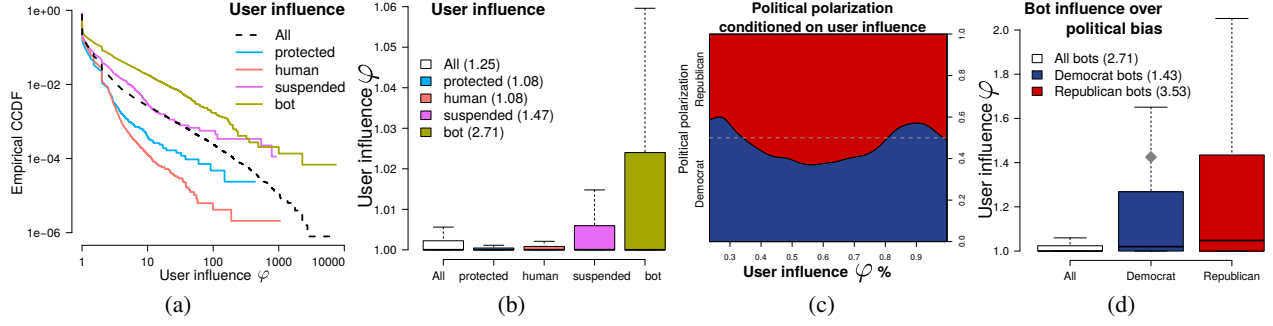 User influence
All
protected
human
suspended
bot
1e+00
1e−02
1e−04
1e−06
Empirical CCDF
1
10
100
1000
10000
User influence φ
(a)
User influence
All (1.25)
protected (1.08)
human (1.08)
suspended (1.47)
bot (2.71)
1.06
1.05
1.04
1.03
1.02
1.01
1.00
User influence φ
All
protected
human
suspended
bot
(b)
Political polarization
conditioned on user influence
Political polarization
Democrat
Republican
1.0
0.8
0.6
0.4
0.2
0.0
0.3
0.4
0.5
0.6
0.7
0.8
0.9
User influence φ %
(c)
Bot influence over
political bias
All bots (2.71)
Democrat bots (1.43)
Republican bots (3.53)
2.0
1.8
1.6
1.4
1.2
1.0
User influence φ
All
Democrat
Republican
(d)